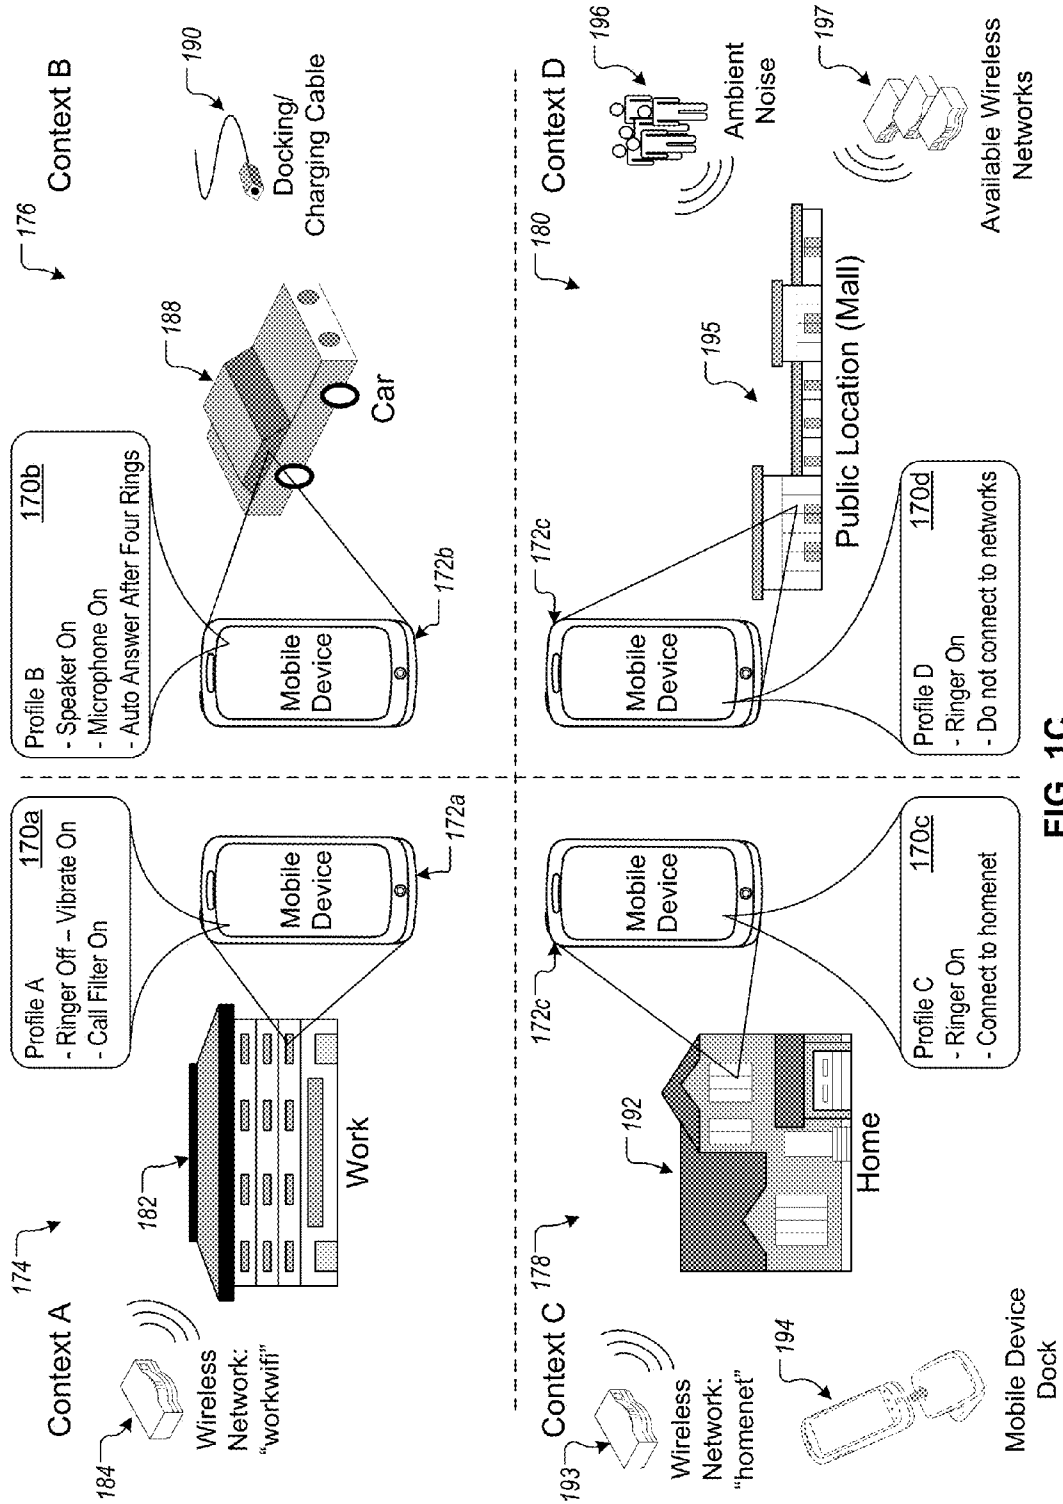 Context A
174
184
Wireless
Network:
“workwifi”
182
Work
Profile A
170a
- Ringer Off – Vibrate On
- Call Filter On
Mobile
Device
172a
Context B
176
Profile B
170b
- Speaker On
- Microphone On
- Auto Answer After Four Rings
Mobile
Device
172b
188
Car
190
Docking/
Charging Cable
Context C
178
193
Wireless
Network:
“homenet”
194
Mobile Device
Dock
192
Home
172c
Mobile
Device
Profile C
170c
- Ringer On
- Connect to homenet
Context D
180
172c
Mobile
Device
Profile D
170d
- Ringer On
- Do not connect to networks
195
Public Location (Mall)
196
Ambient
Noise
197
Available Wireless
Networks
FIG. 1C